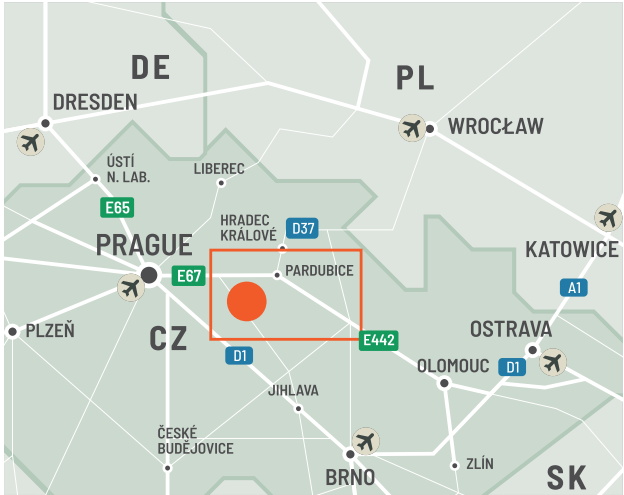 DE
PL
DRESDEN
WROCŁAW
ÚSTÍ
N. LAB.
LIBEREC
E65
HRADEC
KRÁLOVÉ
D37
PRAGUE
KATOWICE
E67
PARDUBICE
A1
PLZEŇ
CZ
OSTRAVA
E442
D1
OLOMOUC
D1
JIHLAVA
ČESKÉ
BUDĚJOVICE
ZLÍN
BRNO
SK